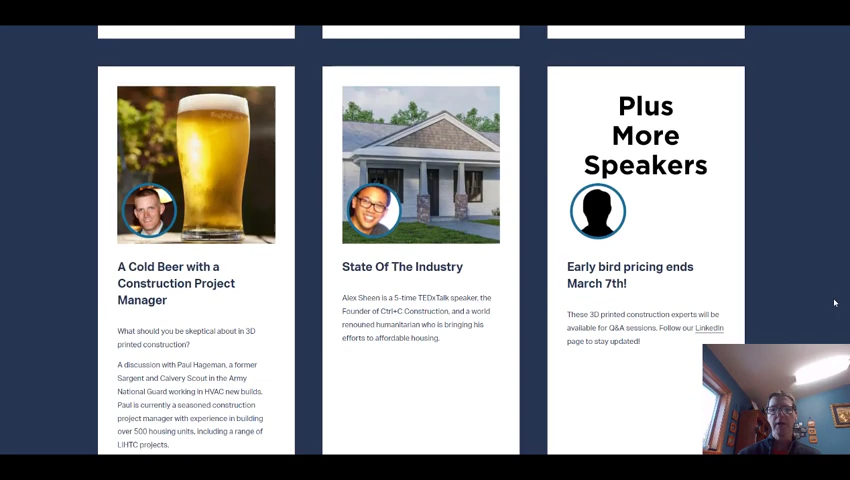 A Cold Beer with a
Construction Project
Manager
What should you be skeptical about in 3D
printed construction?
A discussion with Paul Hageman, a former
Sargent and Calvery Scout in the Army
National Guard working in HVAC new builds.
Paul is currently a seasoned construction
project manager with experience in building
over 500 housing units, including a range of
LIHTC projects.
State Of The Industry
Alex Sheen is a 5-time TEDxTalk speaker, the
Founder of Ctrl+C Construction, and a world
renouned humanitarian who is bringing his
efforts to affordable housing.
Plus
More
Speakers
Early bird pricing ends
March 7th!
These 3D printed construction experts will be
available for Q&A sessions. Follow our LinkedIn
page to stay updated!